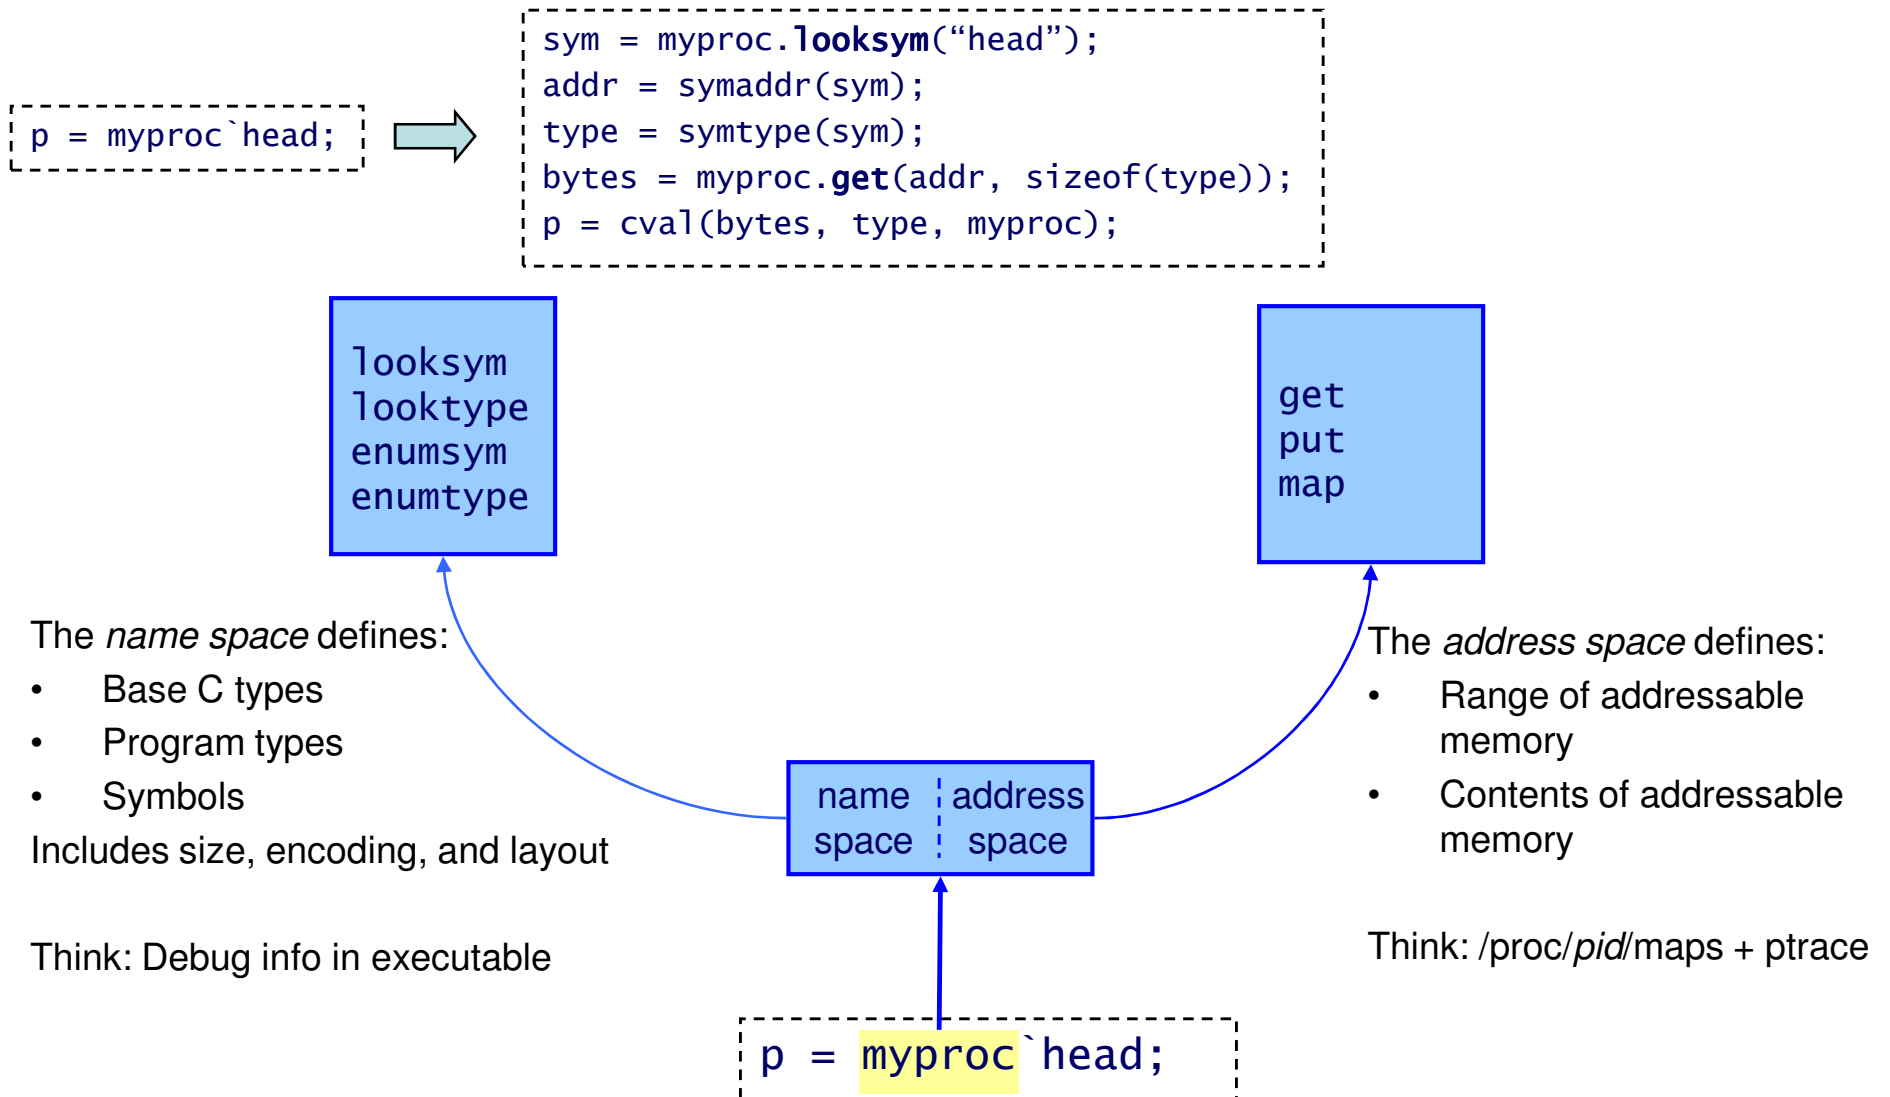 p = myproc`head;
sym = myproc.looksym(“head”);
addr = symaddr(sym);
type = symtype(sym);
bytes = myproc.get(addr, sizeof(type));
p = cval(bytes, type, myproc);
looksym
looktype
enumsym
enumtype
get
put
map
The name space defines:
• Base C types
• Program types
• Symbols
Includes size, encoding, and layout
Think: Debug info in executable
name
space
address
space
The address space defines:
• Range of addressable
memory
• Contents of addressable
memory
Think: /proc/pid/maps + ptrace
p = myproc`head;